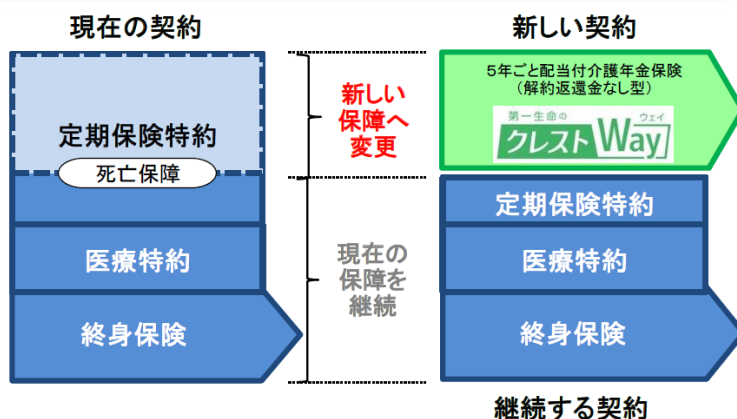 現在の契約
新しい契約
定期保険特約
死亡保障
医療特約
終身保険
新しい
保障へ
変更
現在の
保障を
継続
5年ごと配当付介護年金保険
(解約返還金なし型)
第一生命の
ウェイ
クレストWay
定期保険特約
医療特約
終身保険
継続する契約